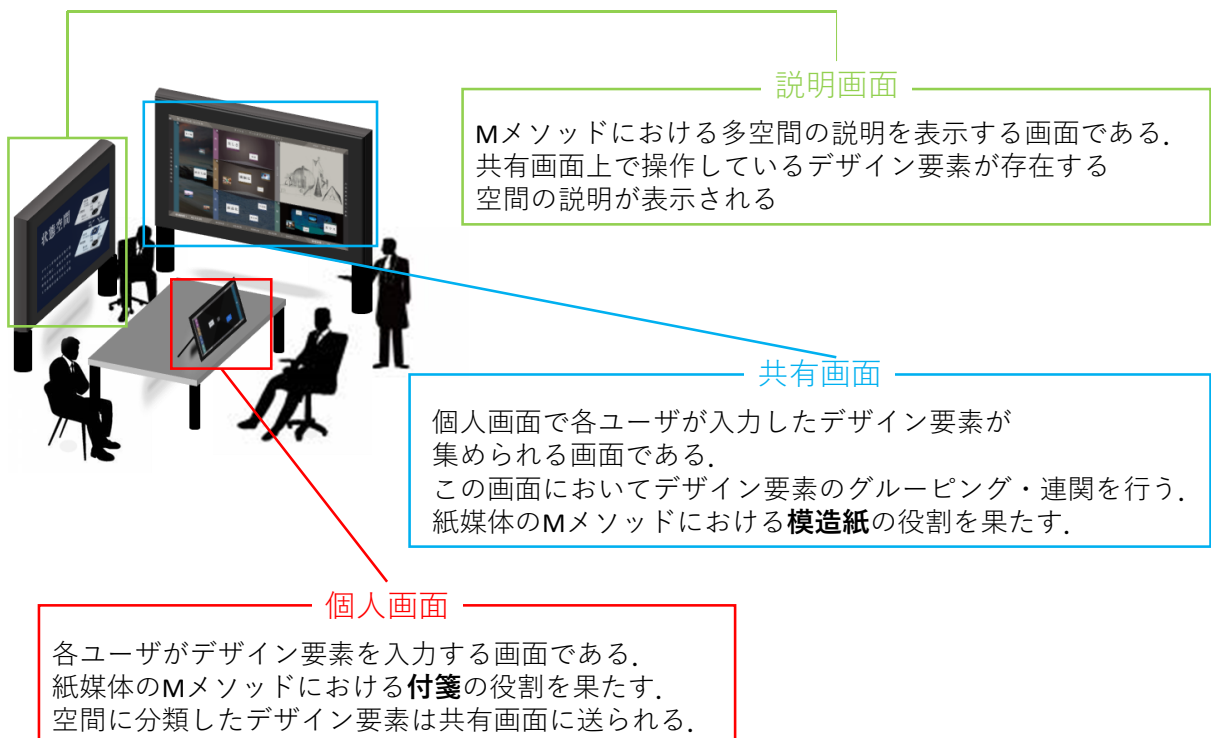 説明画面
Mメソッドにおける多空間の説明を表示する画面である.
共有画面上で操作しているデザイン要素が存在する
空間の説明が表示される
状態空間
共有画面
個人画面で各ユーザが入力したデザイン要素が
集められる画面である.
この画面においてデザイン要素のグルーピング・連関を行う.
紙媒体のMメソッドにおける模造紙の役割を果たす.
個人画面
各ユーザがデザイン要素を入力する画面である.
紙媒体のMメソッドにおける付箋の役割を果たす.
空間に分類したデザイン要素は共有画面に送られる.